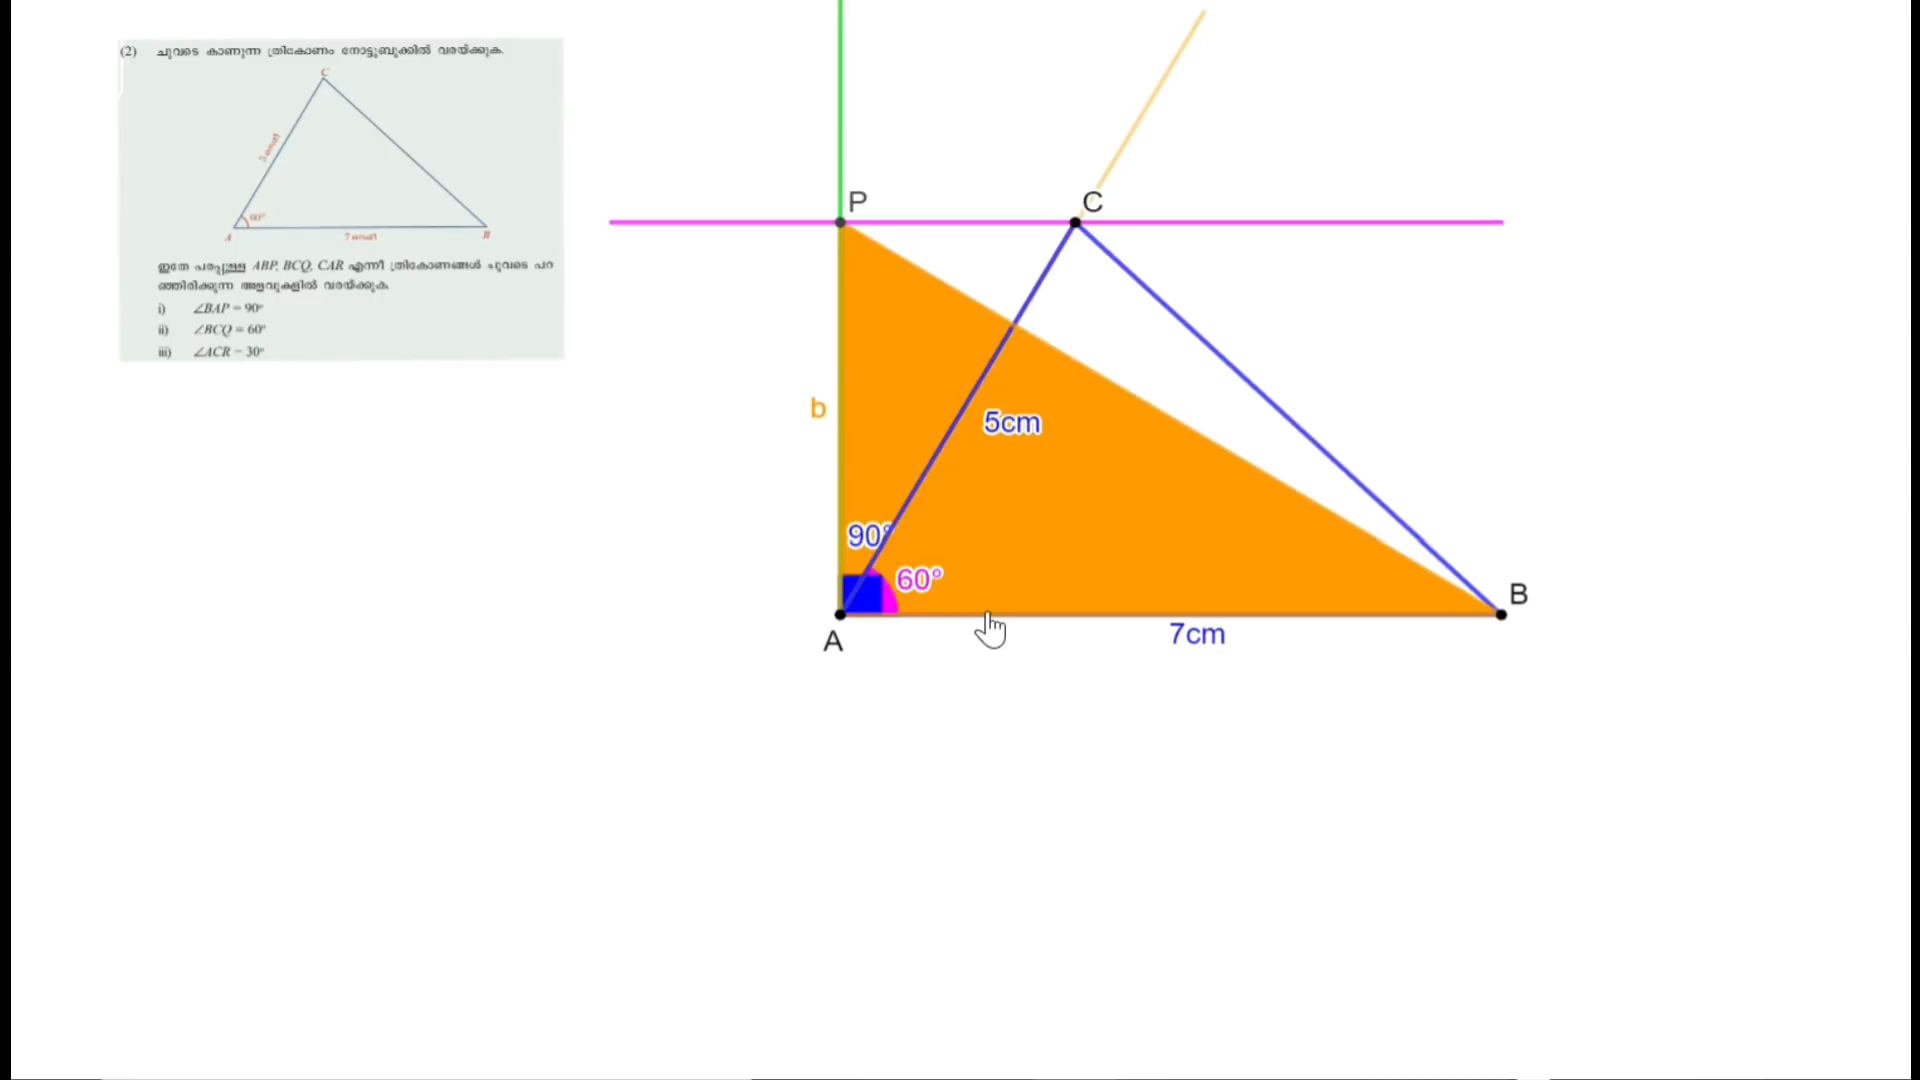 (2) ചുവടെ കാണുന്ന ത്രികോണം നോട്ടുബുക്കിൽ വരയ്ക്കുക.
C
5 സെമീ
60°
A
7 സെമീ
B
ഇതേ പരപ്പുള്ള ABP, BCQ, CAR എന്നീ ത്രികോണങ്ങൾ ചുവടെ പറ
ഞ്ഞിരിക്കുന്ന അളവുകളിൽ വരയ്ക്കുക.
i) ∠BAP = 90°
ii) ∠BCQ = 60°
iii) ∠ACR = 30°
P
C
b
5cm
90°
60°
B
7cm
A